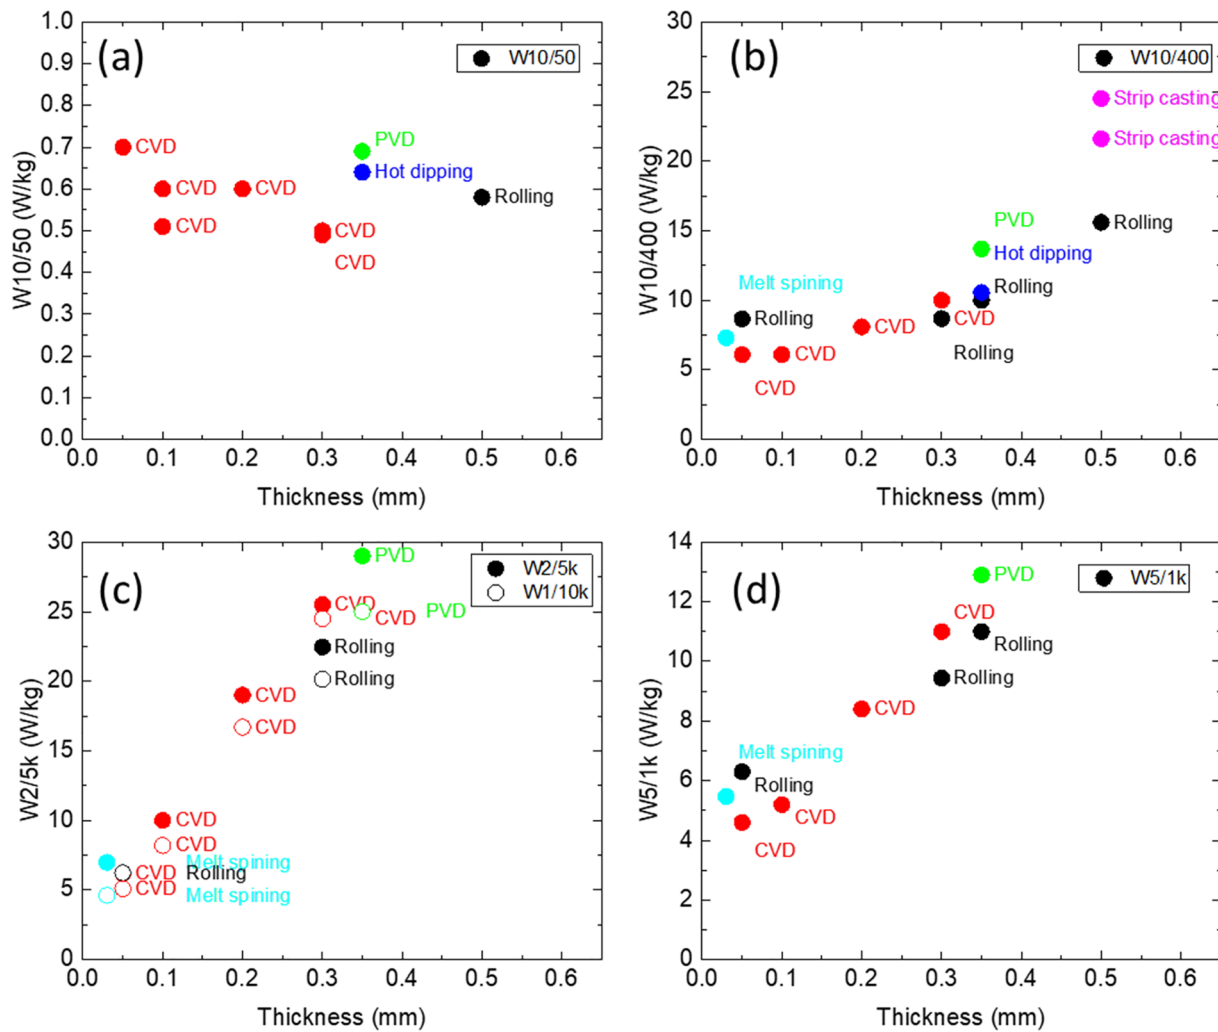 (a)
W10/50
1.0
0.9
0.8
0.7
0.6
0.5
0.4
0.3
0.2
0.1
0.0
W10/50 (W/kg)
PVD
CVD
Hot dipping
CVD
CVD
Rolling
CVD
CVD
CVD
0.0
0.1
0.2
0.3
0.4
0.5
0.6
Thickness (mm)
(b)
W10/400
30
25
20
15
10
5
0
W10/400 (W/kg)
Strip casting
Strip casting
PVD
Rolling
Hot dipping
Melt spining
Rolling
Rolling
CVD
CVD
Rolling
CVD
CVD
0.0
0.1
0.2
0.3
0.4
0.5
0.6
Thickness (mm)
(c)
W2/5k
W1/10k
30
25
20
15
10
5
0
W2/5k (W/kg)
PVD
CVD
CVD
PVD
Rolling
Rolling
CVD
CVD
CVD
CVD
Melt spining
CVD
Rolling
CVD
Melt spining
0.0
0.1
0.2
0.3
0.4
0.5
0.6
Thickness (mm)
(d)
W5/1k
14
12
10
8
6
4
2
0
W5/1k (W/kg)
PVD
CVD
Rolling
Rolling
CVD
Melt spining
Rolling
CVD
CVD
0.0
0.1
0.2
0.3
0.4
0.5
0.6
Thickness (mm)